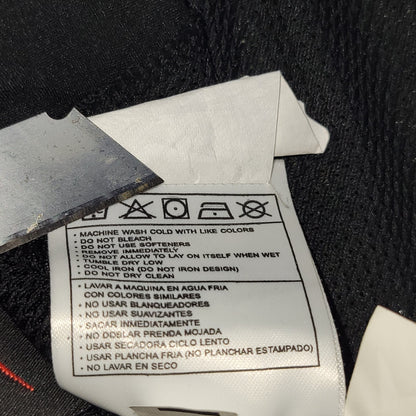 • MACHINE WASH COLD WITH LIKE COLORS
• DO NOT BLEACH
• DO NOT USE SOFTENERS
• REMOVE IMMEDIATELY
• DO NOT ALLOW TO LAY ON ITSELF WHEN WET
• TUMBLE DRY LOW
• COOL IRON (DO NOT IRON DESIGN)
• DO NOT DRY CLEAN
• LAVAR A MAQUINA EN AGUA FRIA
CON COLORES SIMILARES
• NO USAR BLANQUEADORES
• NO USAR SUAVIZANTES
• SACAR INMEDIATAMENTE
• NO DOBLAR PRENDA MOJADA
• USAR SECADORA CICLO LENTO
• USAR PLANCHA FRIA (NO PLANCHAR ESTAMPADO)
• NO LAVAR EN SECO